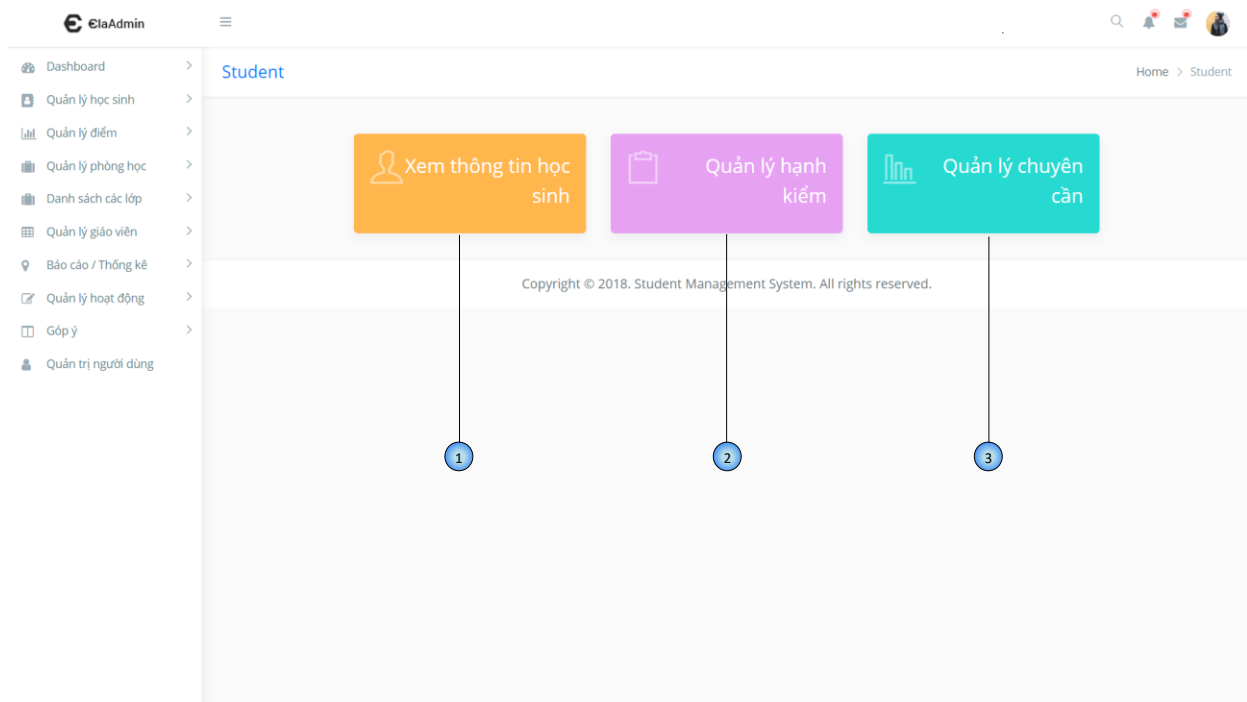 ElaAdmin
Dashboard
Quản lý học sinh
Quản lý điểm
Quản lý phòng học
Danh sách các lớp
Quản lý giáo viên
Báo cáo / Thống kê
Quản lý hoạt động
Góp ý
Quản trị người dùng
Student
Home > Student
Xem thông tin học
sinh
Quản lý hạnh
kiểm
Quản lý chuyên
cần
Copyright © 2018. Student Management System. All rights reserved.
1
2
3